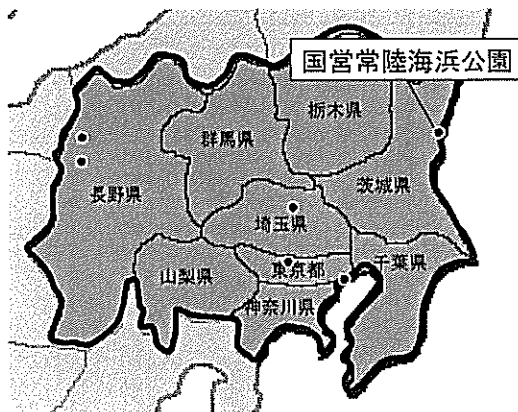 国営常陸海浜公園
栃木県
群馬県
茨城県
長野県
埼玉県
千葉県
東京都
山梨県
神奈川県